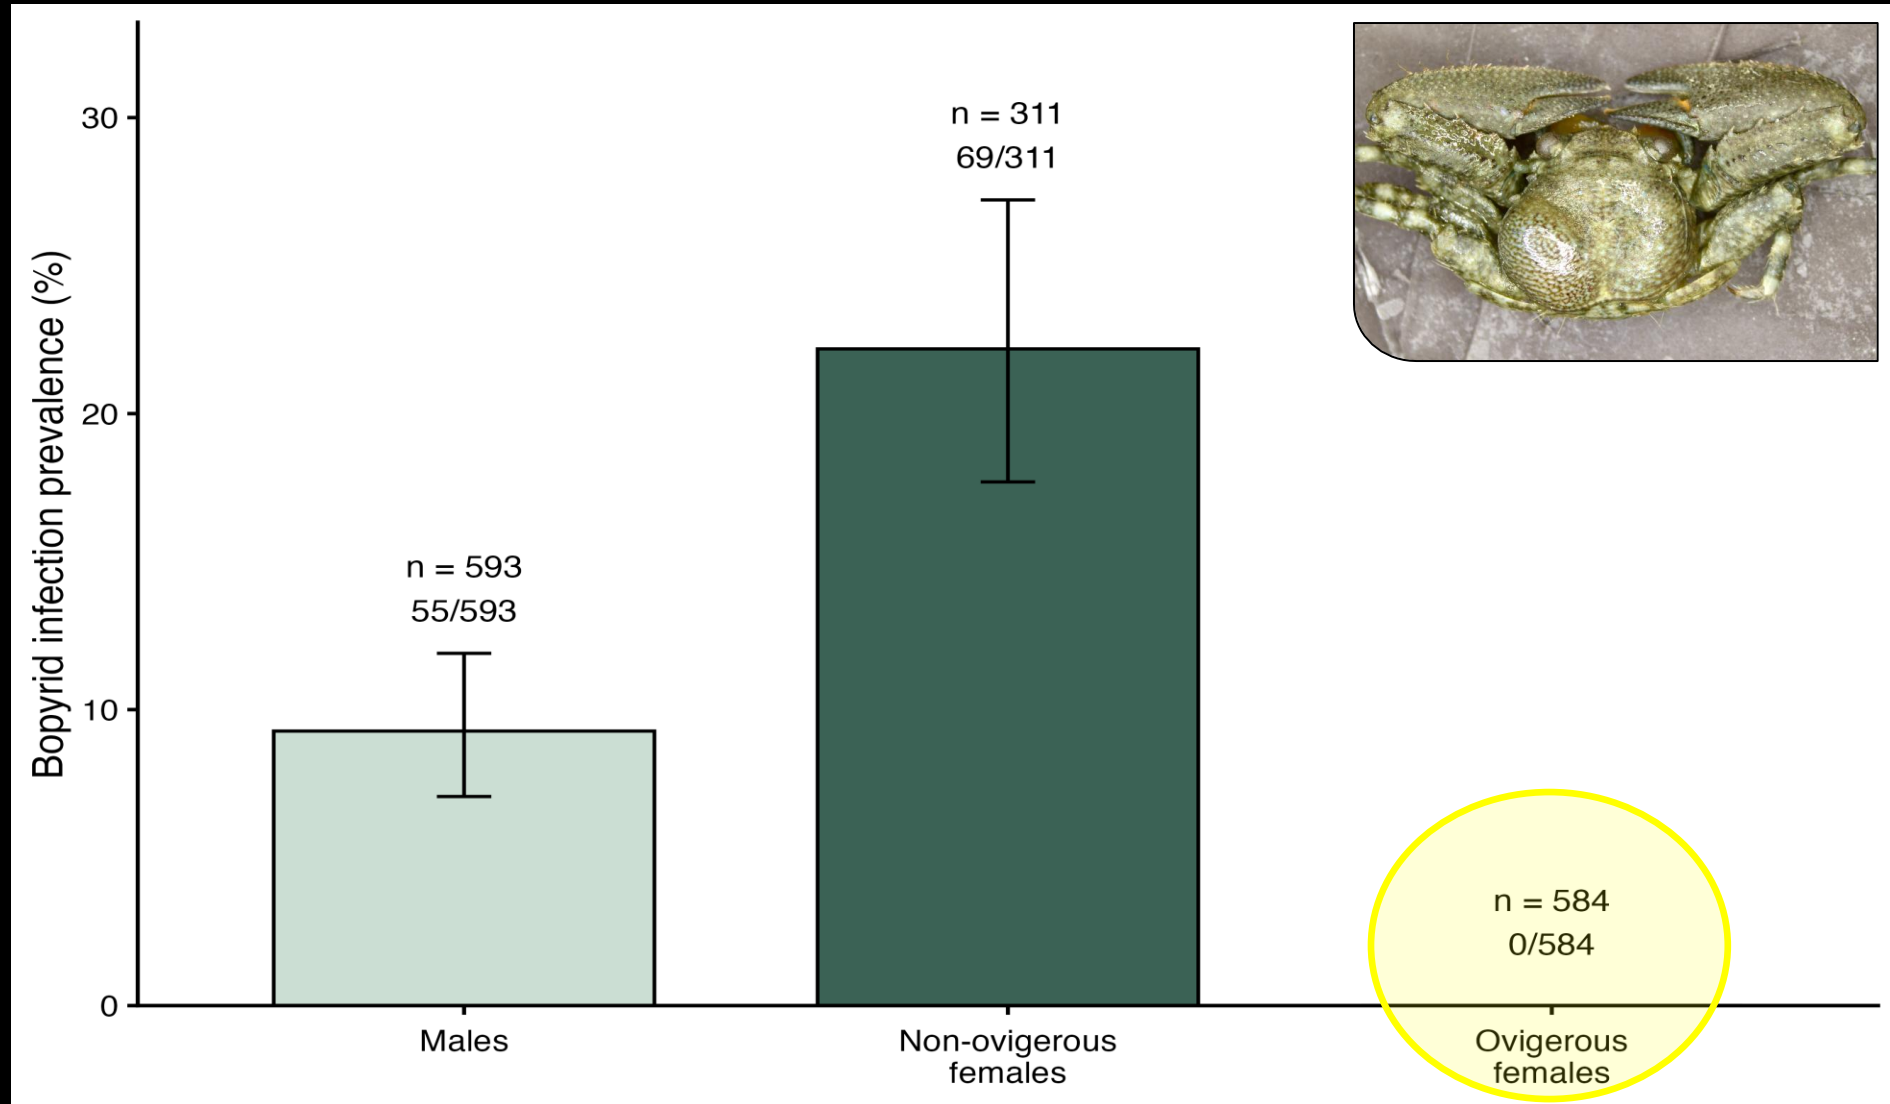 Bopyrid infection prevalence (%)
30
20
10
0
n = 593
55/593
n = 311
69/311
n = 584
0/584
Males
Non-ovigerous
females
Ovigerous
females